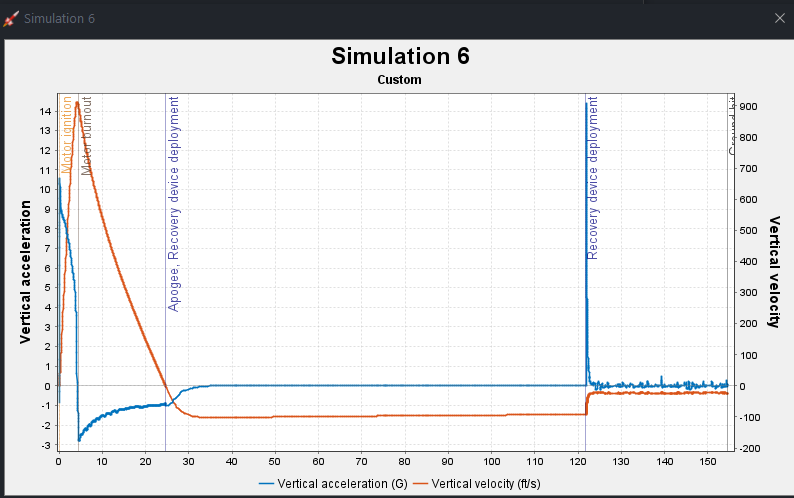 Simulation 6
Simulation 6
Custom
Vertical acceleration
14
13
12
11
10
9
8
7
6
5
4
3
2
1
0
-1
-2
-3
Motor ignition
Motor burnout
Apogee, Recovery device deployment
Recovery device deployment
900
800
700
600
500
400
300
200
100
0
-100
-200
Vertical velocity
0 10 20 30 40 50 60 70 80 90 100 110 120 130 140 150
Vertical acceleration (G) Vertical velocity (ft/s)